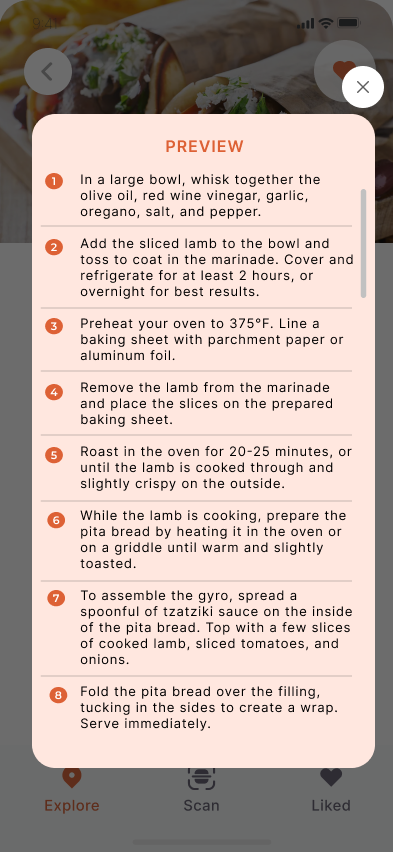 PREVIEW
1 In a large bowl, whisk together the
olive oil, red wine vinegar, garlic,
oregano, salt, and pepper.
2 Add the sliced lamb to the bowl and
toss to coat in the marinade. Cover and
refrigerate for at least 2 hours, or
overnight for best results.
3 Preheat your oven to 375°F. Line a
baking sheet with parchment paper or
aluminum foil.
4 Remove the lamb from the marinade
and place the slices on the prepared
baking sheet.
5 Roast in the oven for 20-25 minutes, or
until the lamb is cooked through and
slightly crispy on the outside.
6 While the lamb is cooking, prepare the
pita bread by heating it in the oven or
on a griddle until warm and slightly
toasted.
7 To assemble the gyro, spread a
spoonful of tzatziki sauce on the inside
of the pita bread. Top with a few slices
of cooked lamb, sliced tomatoes, and
onions.
8 Fold the pita bread over the filling,
tucking in the sides to create a wrap.
Serve immediately.
Explore Scan Liked